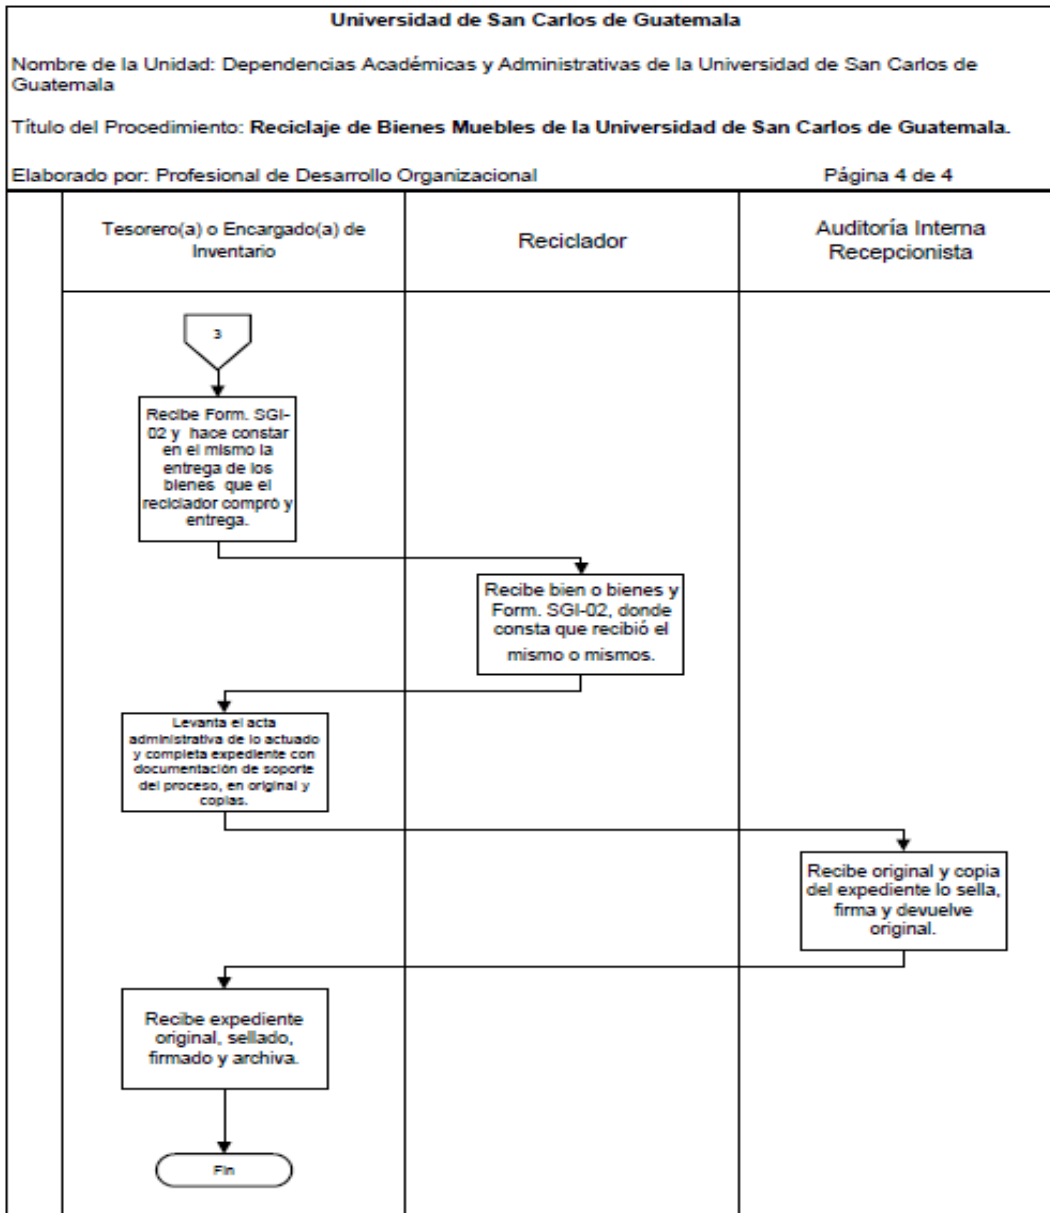 Universidad de San Carlos de Guatemala
Nombre de la Unidad: Dependencias Académicas y Administrativas de la Universidad de San Carlos de
Guatemala
Título del Procedimiento: Reciclaje de Bienes Muebles de la Universidad de San Carlos de Guatemala.
Elaborado por: Profesional de Desarrollo Organizacional Página 4 de 4
Tesorero(a) o Encargado(a) de
Inventario
Reciclador
Auditoría Interna
Recepcionista
3
Recibe Form. SGI-
02 y hace constar
en el mismo la
entrega de los
bienes que el
reciclador compró y
entrega.
Recibe bien o bienes y
Form. SGI-02, donde
consta que recibió el
mismo o mismos.
Levanta el acta
administrativa de lo actuado
y completa expediente con
documentación de soporte
del proceso, en original y
copias.
Recibe original y copia
del expediente lo sella,
firma y devuelve
original.
Recibe expediente
original, sellado,
firmado y archiva.
Fin